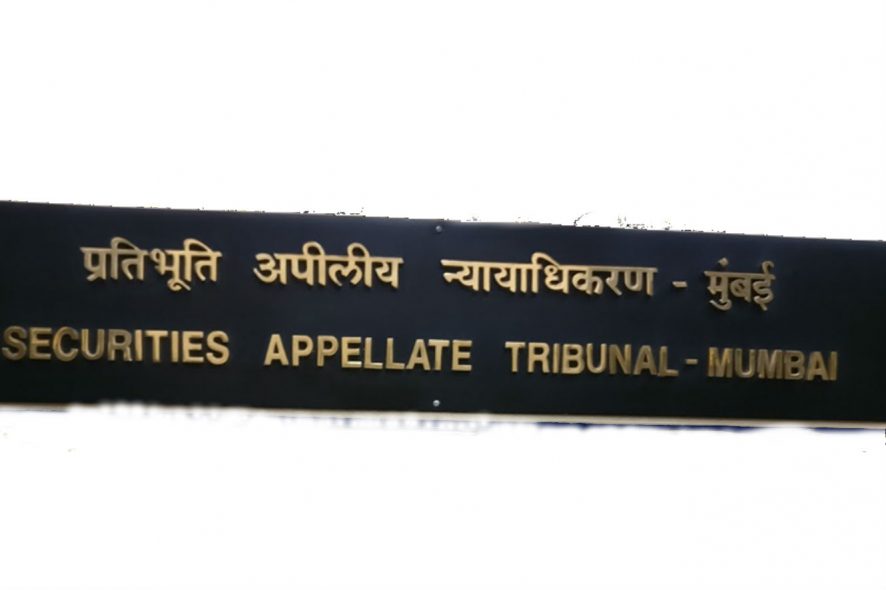 प्रतिभूति अपीलीय न्यायाधिकरण - मुंबई
SECURITIES APPELLATE TRIBUNAL - MUMBAI